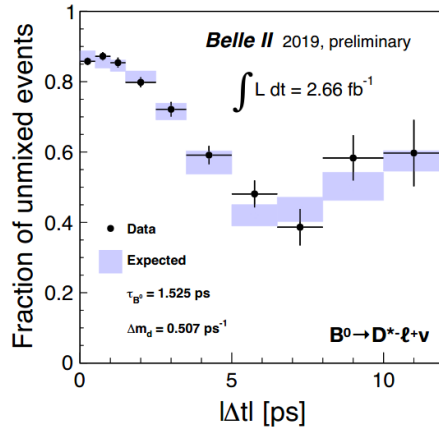 Fraction of unmixed events
1
0.8
0.6
0.4
0.2
0
Belle II 2019, preliminary
∫ L dt = 2.66 fb⁻¹
Data
Expected
τ_B⁰ = 1.525 ps
Δm_d = 0.507 ps⁻¹
B⁰→D*⁻ℓ⁺ν
0 5 10
|Δt| [ps]